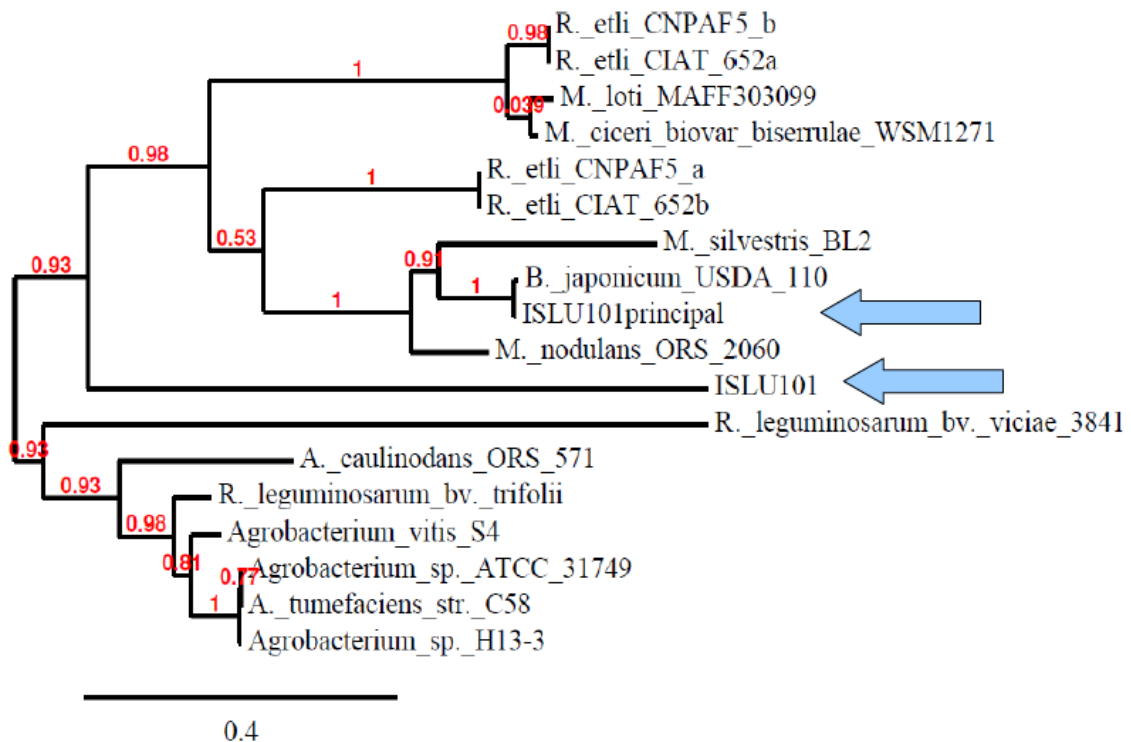 R._etli_CNPAF5_b
0.98
R._etli_CIAT_652a
1
M._loti_MAFF303099
0.039
M._ciceri_biovar_biserrulae_WSM1271
0.98
R._etli_CNPAF5_a
1
R._etli_CIAT_652b
0.53
M._silvestris_BL2
0.91
0.93
B._japonicum_USDA_110
1
1
ISLU101principal
M._nodulans_ORS_2060
ISLU101
R._leguminosarum_bv._viciae_3841
0.93
A._caulinodans_ORS_571
0.93
R._leguminosarum_bv._trifolii
0.98
Agrobacterium_vitis_S4
0.81
Agrobacterium_sp._ATCC_31749
0.77
A._tumefaciens_str._C58
1
Agrobacterium_sp._H13-3
0.4